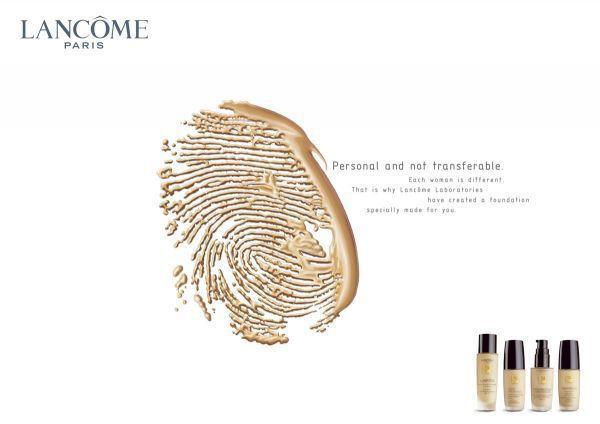 LANCÔME
PARIS
Personal and not transferable.
Each woman is different.
That is why Lancôme Laboratories
have created a foundation
specially made for you.